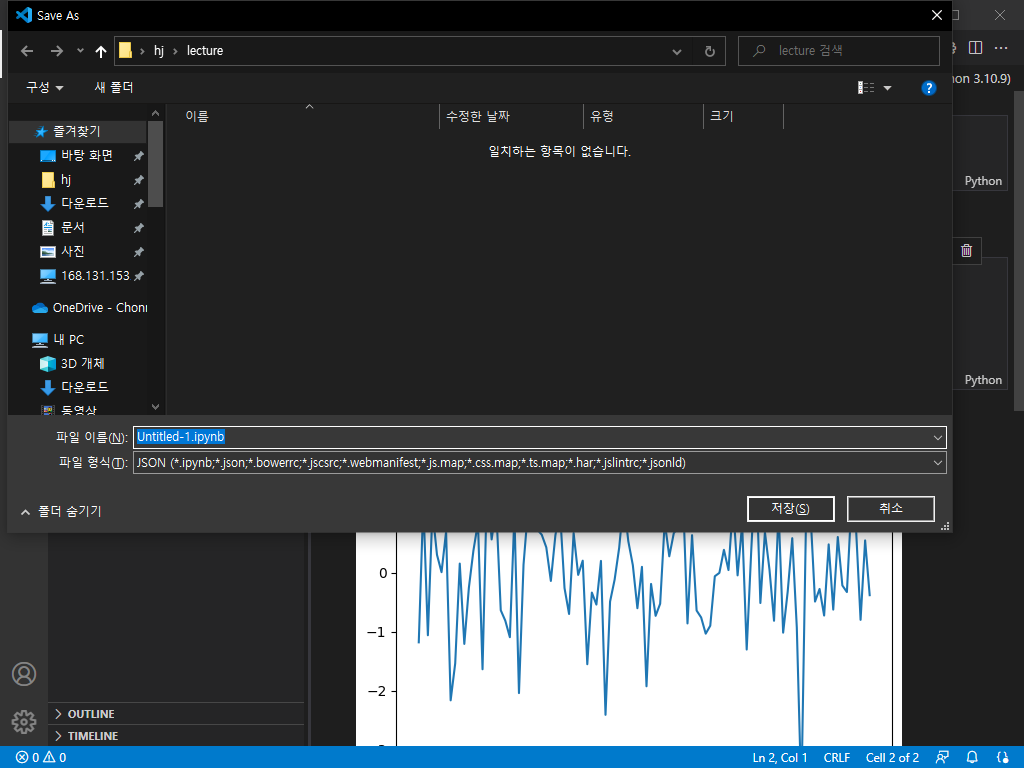 Save As
hj
lecture
lecture 검색
on 3.10.9)
구성
새 폴더
이름
수정한 날짜
유형
크기
일치하는 항목이 없습니다.
즐겨찾기
바탕 화면
hj
다운로드
문서
사진
168.131.153
OneDrive - Chonn
내 PC
3D 개체
다운로드
동영상
Python
Python
파일 이름(N):
Untitled-1.ipynb
파일 형식(T):
JSON (*.ipynb;*.json;*.bowerrc;*.jscsrc;*.webmanifest;*.js.map;*.css.map;*.ts.map;*.har;*.jslintrc;*.jsonld)
폴더 숨기기
저장(S)
취소
0
−1
−2
OUTLINE
TIMELINE
0
0
Ln 2, Col 1
CRLF
Cell 2 of 2